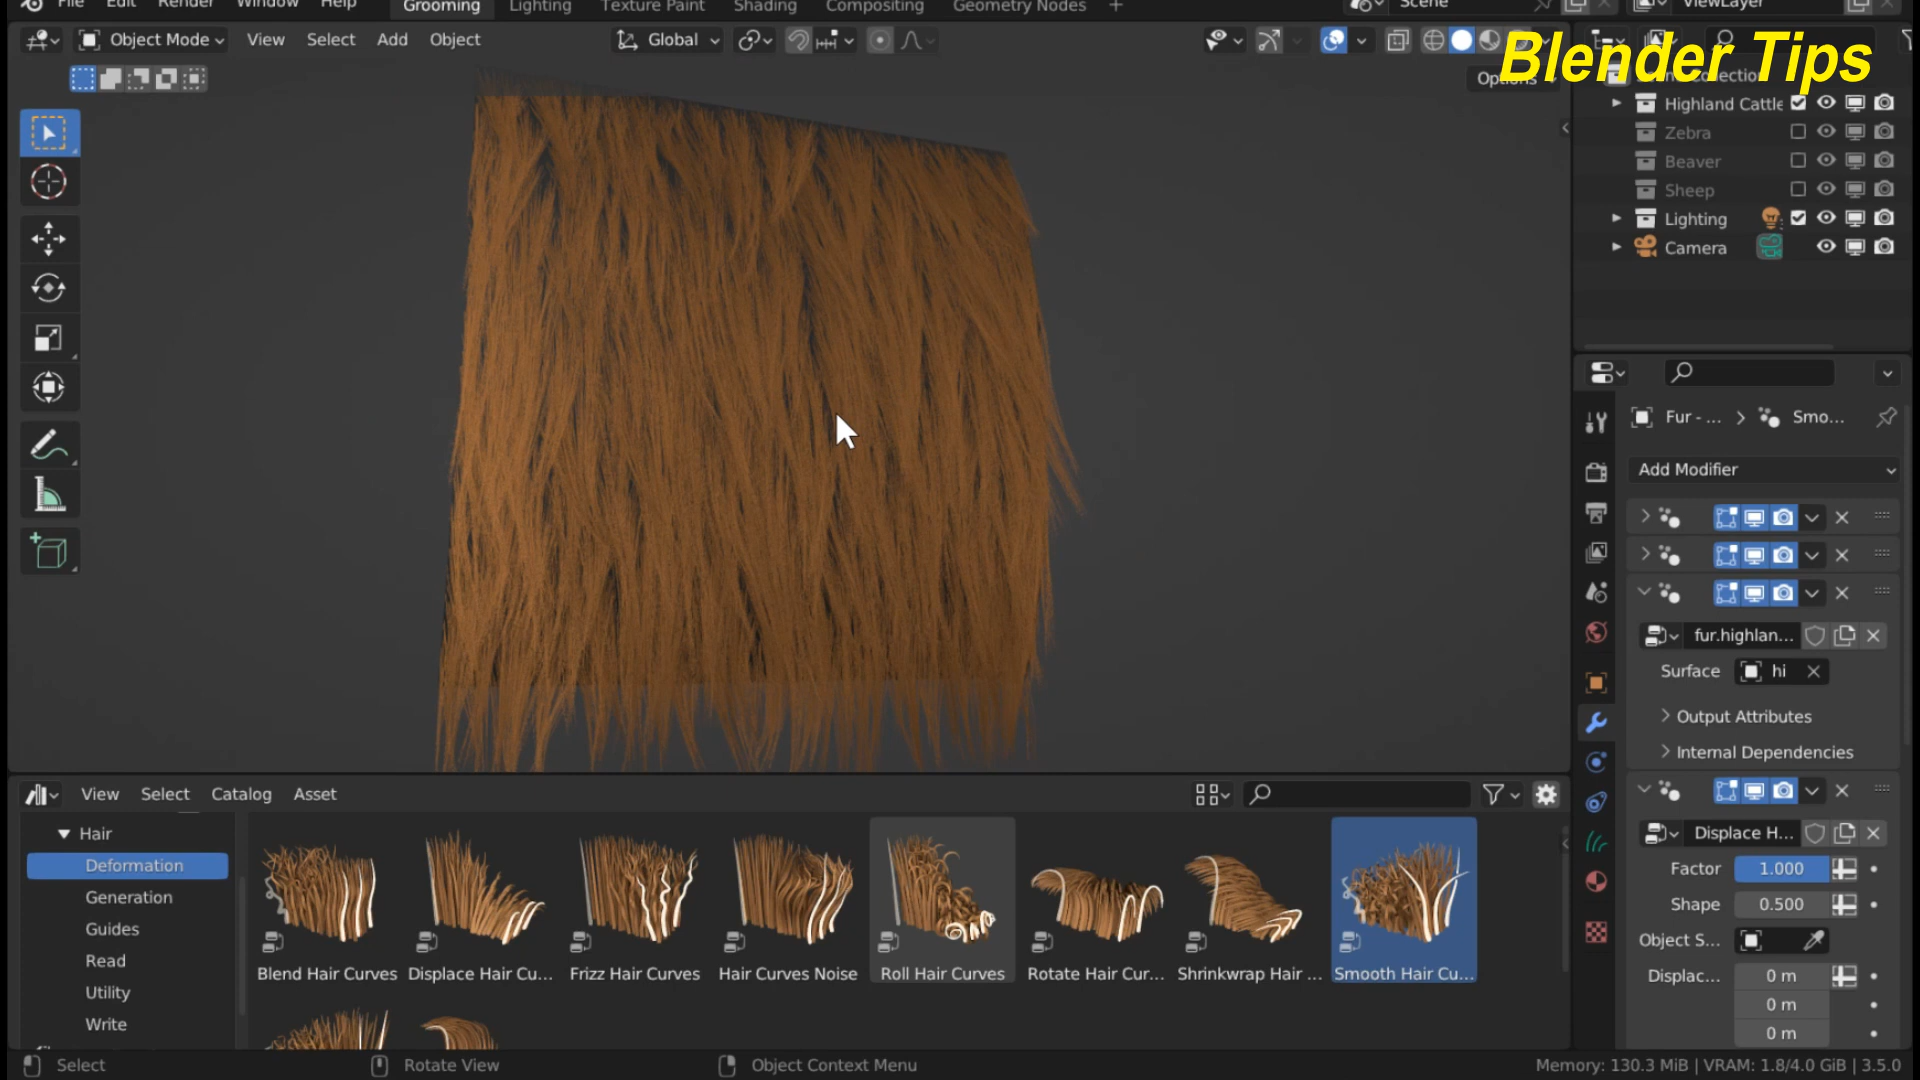 File Edit Render Window Help Grooming Lighting Texture Paint Shading Compositing Geometry Nodes + Scene ViewLayer
Object Mode View Select Add Object Global
Blender Tips
Options
Collection
Highland Cattle
Zebra
Beaver
Sheep
Lighting
Camera
Fur - ... > Smo...
Add Modifier
fur.highlan...
Surface hi
Output Attributes
Internal Dependencies
Displace H...
Factor 1.000
Shape 0.500
Object S...
Displac... 0 m
0 m
0 m
View Select Catalog Asset
Hair
Deformation
Generation
Guides
Read
Utility
Write
Blend Hair Curves Displace Hair Cu... Frizz Hair Curves Hair Curves Noise Roll Hair Curves Rotate Hair Cur... Shrinkwrap Hair ... Smooth Hair Cu...
Select Rotate View Object Context Menu Memory: 130.3 MiB | VRAM: 1.8/4.0 GiB | 3.5.0